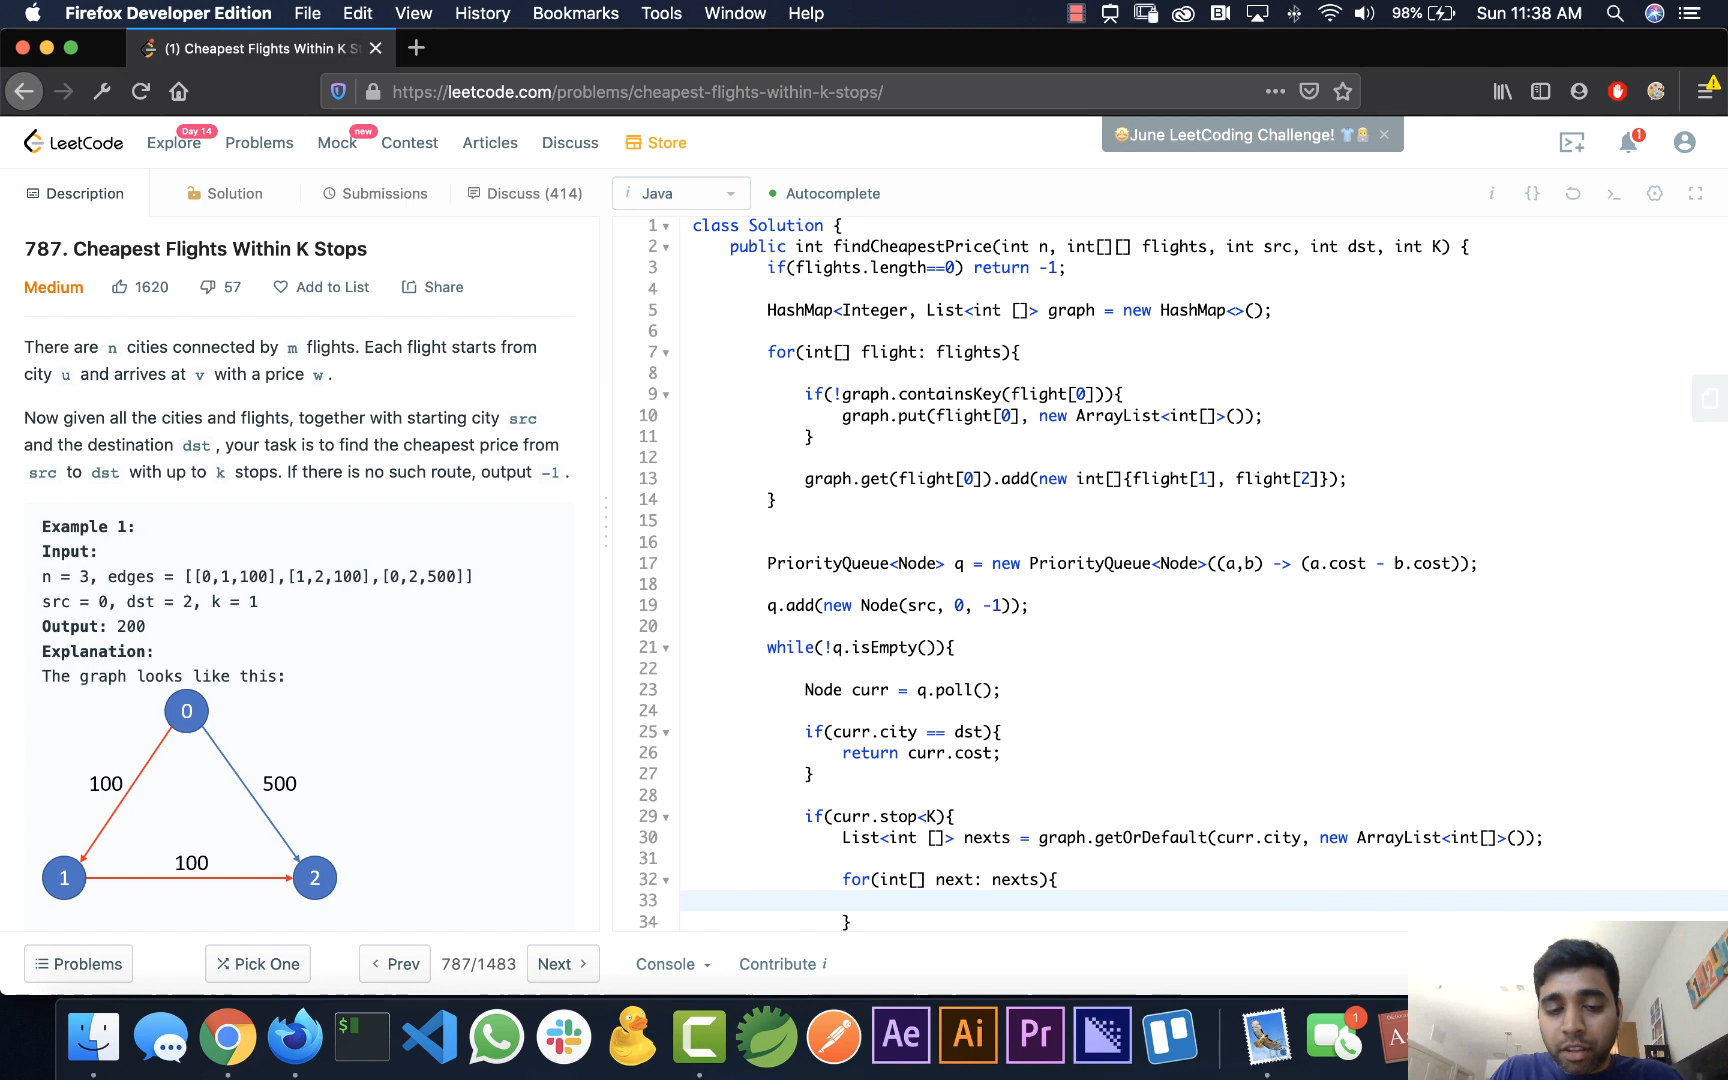 Firefox Developer Edition File Edit View History Bookmarks Tools Window Help 98% Sun 11:38 AM
(1) Cheapest Flights Within K S
https://leetcode.com/problems/cheapest-flights-within-k-stops/
LeetCode Explore Day 14 Problems Mock new Contest Articles Discuss Store June LeetCoding Challenge! 1
Description Solution Submissions Discuss (414) i Java Autocomplete
787. Cheapest Flights Within K Stops
Medium 1620 57 Add to List Share
There are n cities connected by m flights. Each flight starts from
city u and arrives at v with a price w .
Now given all the cities and flights, together with starting city src
and the destination dst , your task is to find the cheapest price from
src to dst with up to k stops. If there is no such route, output -1 .
Example 1:
Input:
n = 3, edges = [[0,1,100],[1,2,100],[0,2,500]]
src = 0, dst = 2, k = 1
Output: 200
Explanation:
The graph looks like this:
0
100 500
100
1 2
1 class Solution {
2 public int findCheapestPrice(int n, int[][] flights, int src, int dst, int K) {
3 if(flights.length==0) return -1;
4
5 HashMap<Integer, List<int []> graph = new HashMap<>();
6
7 for(int[] flight: flights){
8
9 if(!graph.containsKey(flight[0])){
10 graph.put(flight[0], new ArrayList<int[]>());
11 }
12
13 graph.get(flight[0]).add(new int[]{flight[1], flight[2]});
14 }
15
16
17 PriorityQueue<Node> q = new PriorityQueue<Node>((a,b) -> (a.cost - b.cost));
18
19 q.add(new Node(src, 0, -1));
20
21 while(!q.isEmpty()){
22
23 Node curr = q.poll();
24
25 if(curr.city == dst){
26 return curr.cost;
27 }
28
29 if(curr.stop<K){
30 List<int []> nexts = graph.getOrDefault(curr.city, new ArrayList<int[]>());
31
32 for(int[] next: nexts){
33
34 }
Problems Pick One Prev 787/1483 Next Console Contribute i
$ Ae Ai Pr 1